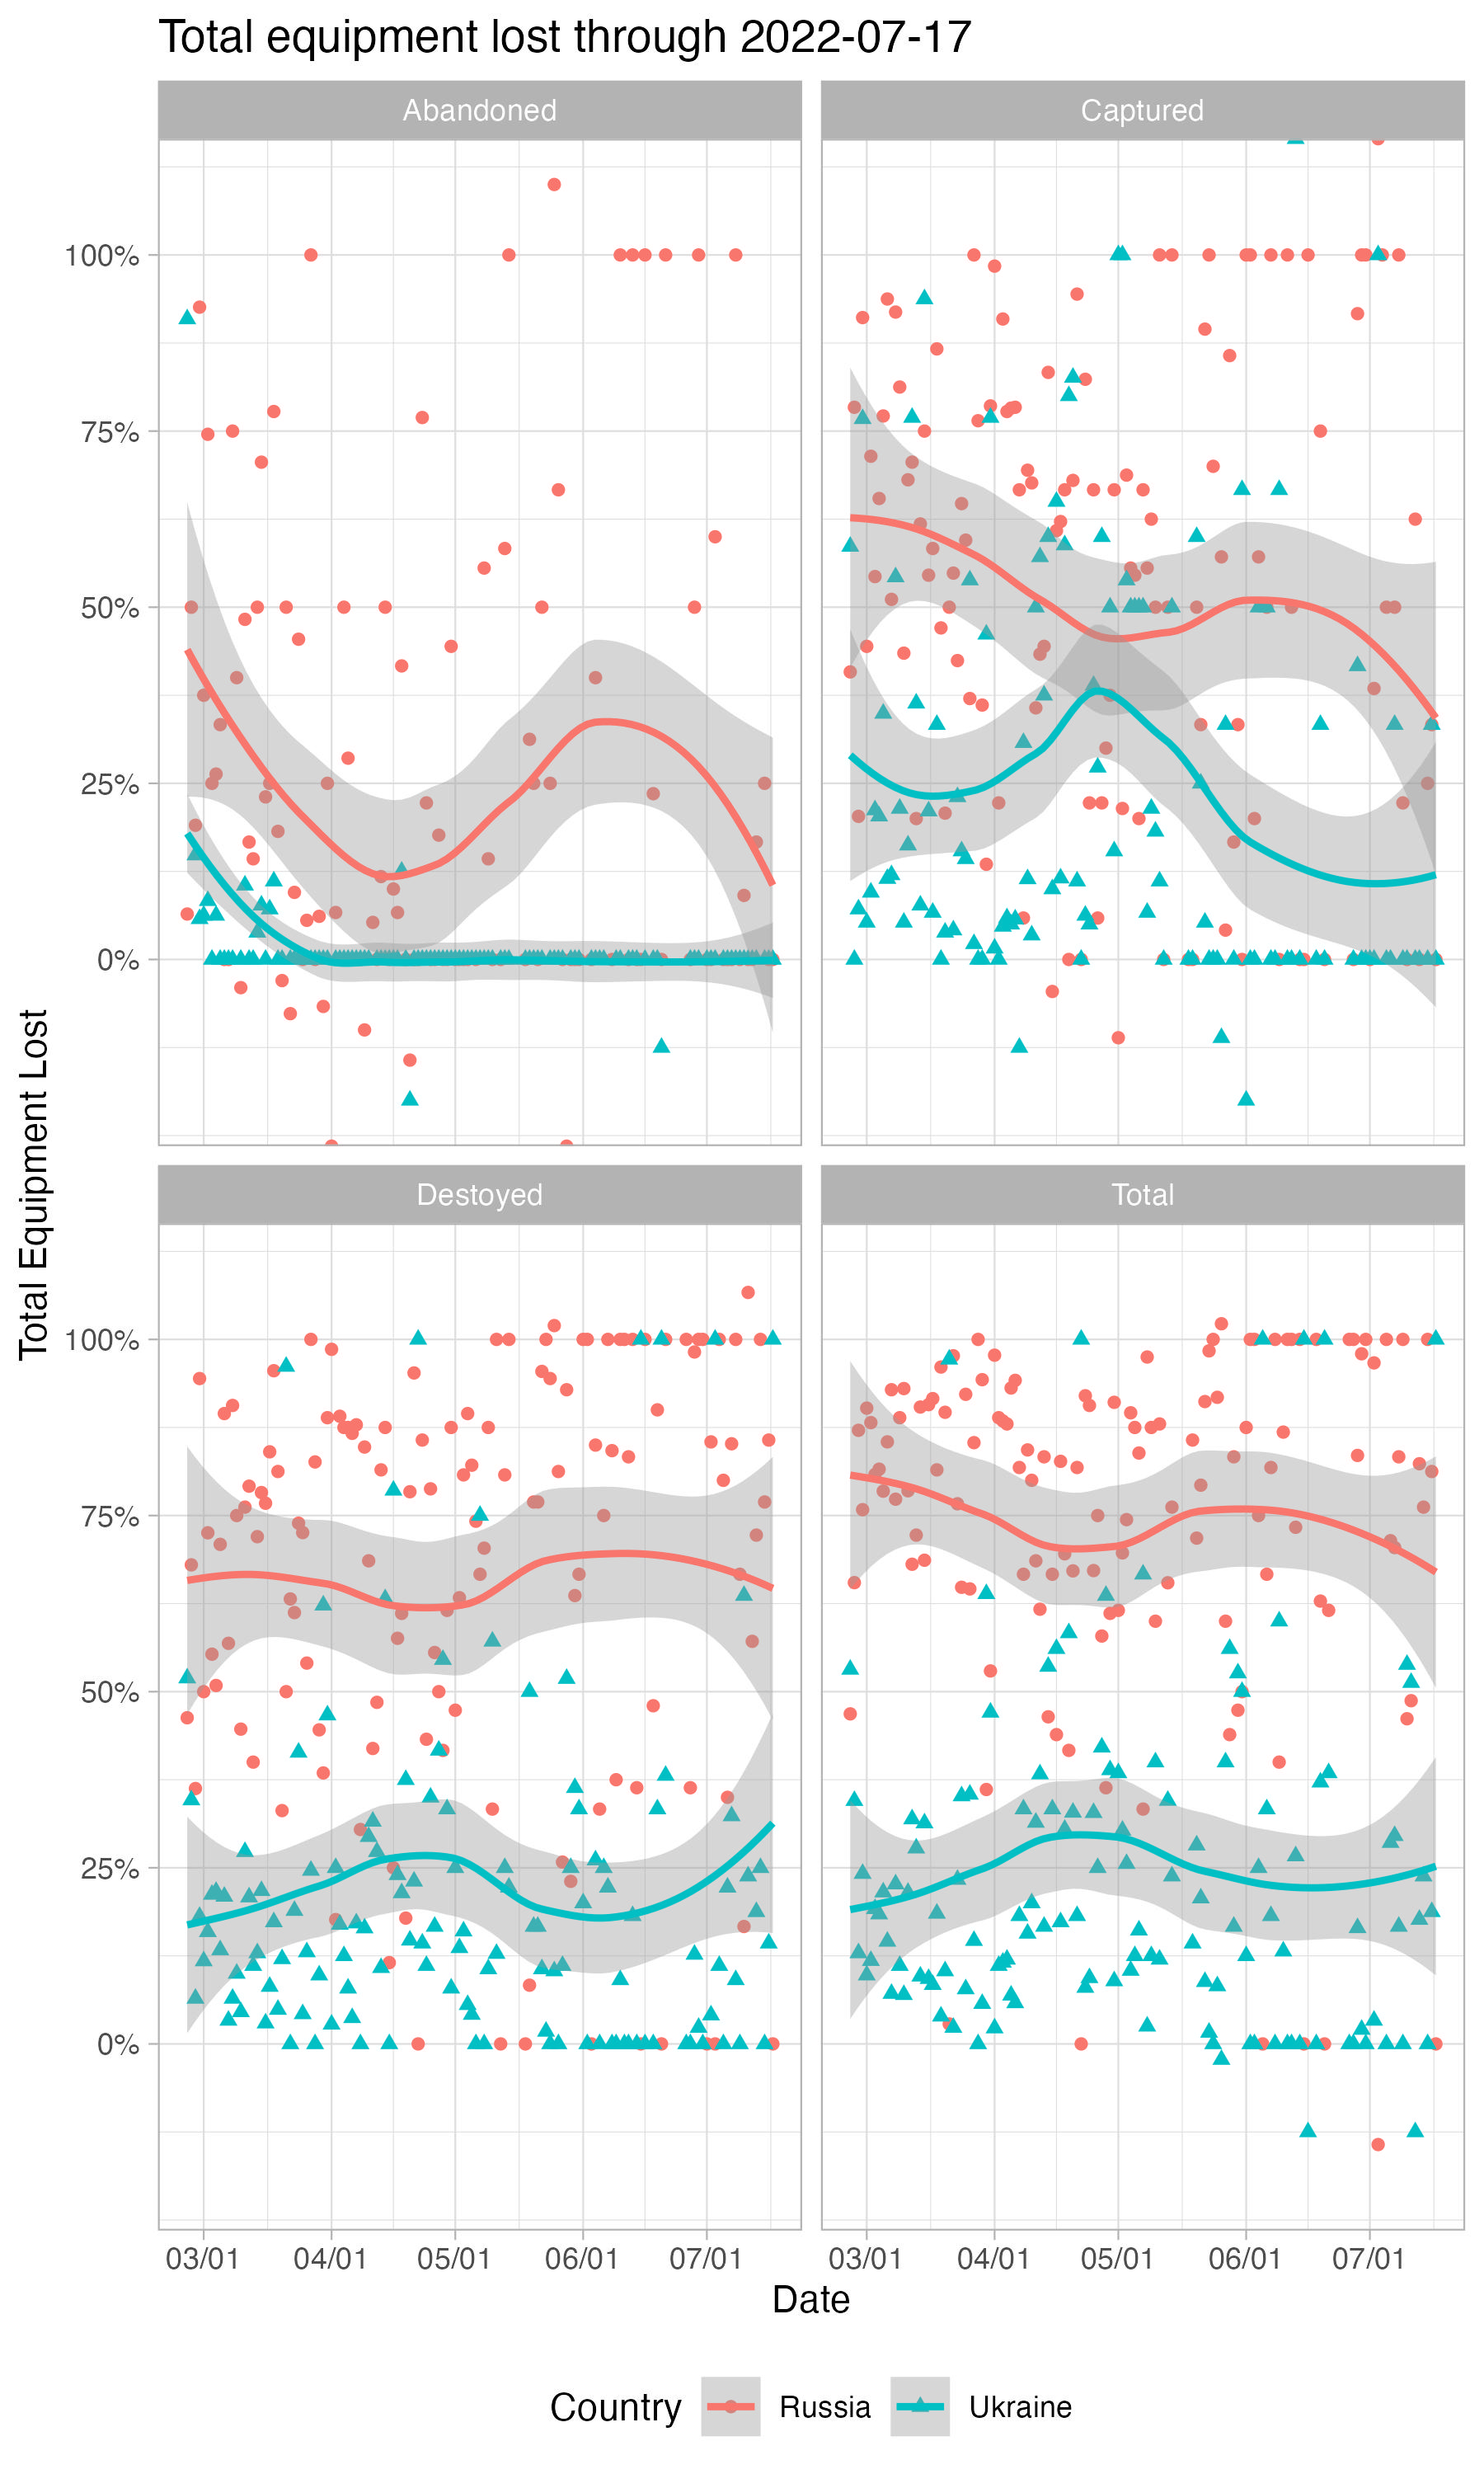 Total equipment lost through 2022-07-17
Abandoned
Captured
100%
75%
50%
25%
0%
Total Equipment Lost
Destoyed
Total
100%
75%
50%
25%
0%
03/01 04/01 05/01 06/01 07/01
03/01 04/01 05/01 06/01 07/01
Date
Country Russia Ukraine